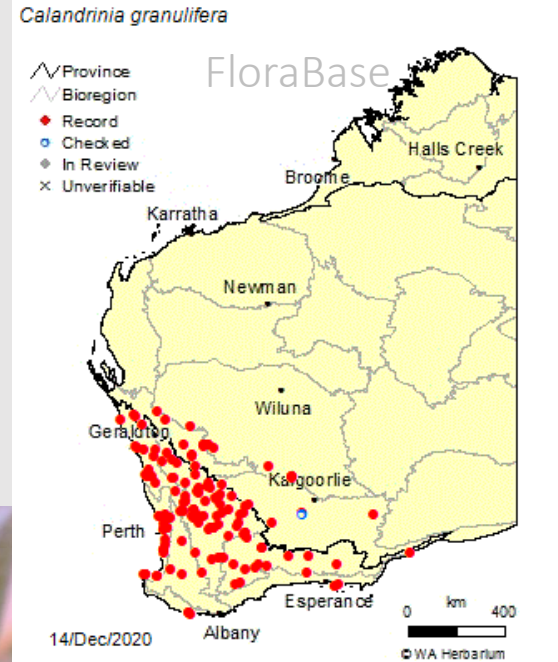 Calandrinia granulifera
FloraBase
Province
Bioregion
Record
Checked
In Review
Unverifiable
Halls Creek
Broome
Karratha
Newman
Wiluna
Geraldton
Kalgoorlie
Perth
Esperance
Albany
0 km 400
14/Dec/2020
© WA Herbarium